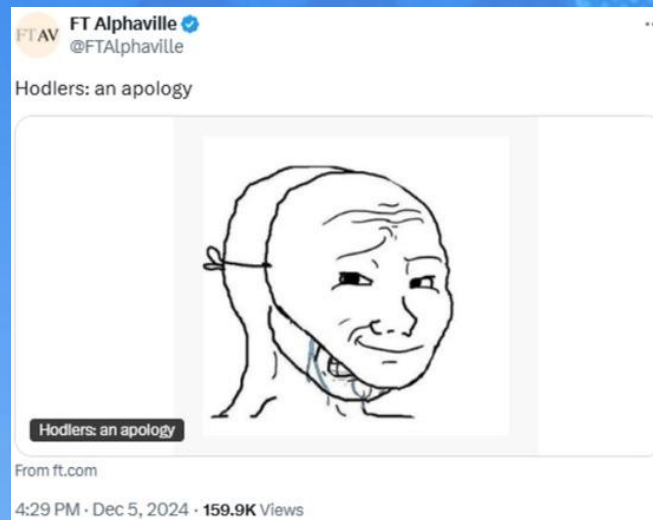 FTAV
FT Alphaville
@FTAlphaville
Hodlers: an apology
Hodlers: an apology
From ft.com
4:29 PM · Dec 5, 2024 · 159.9K Views